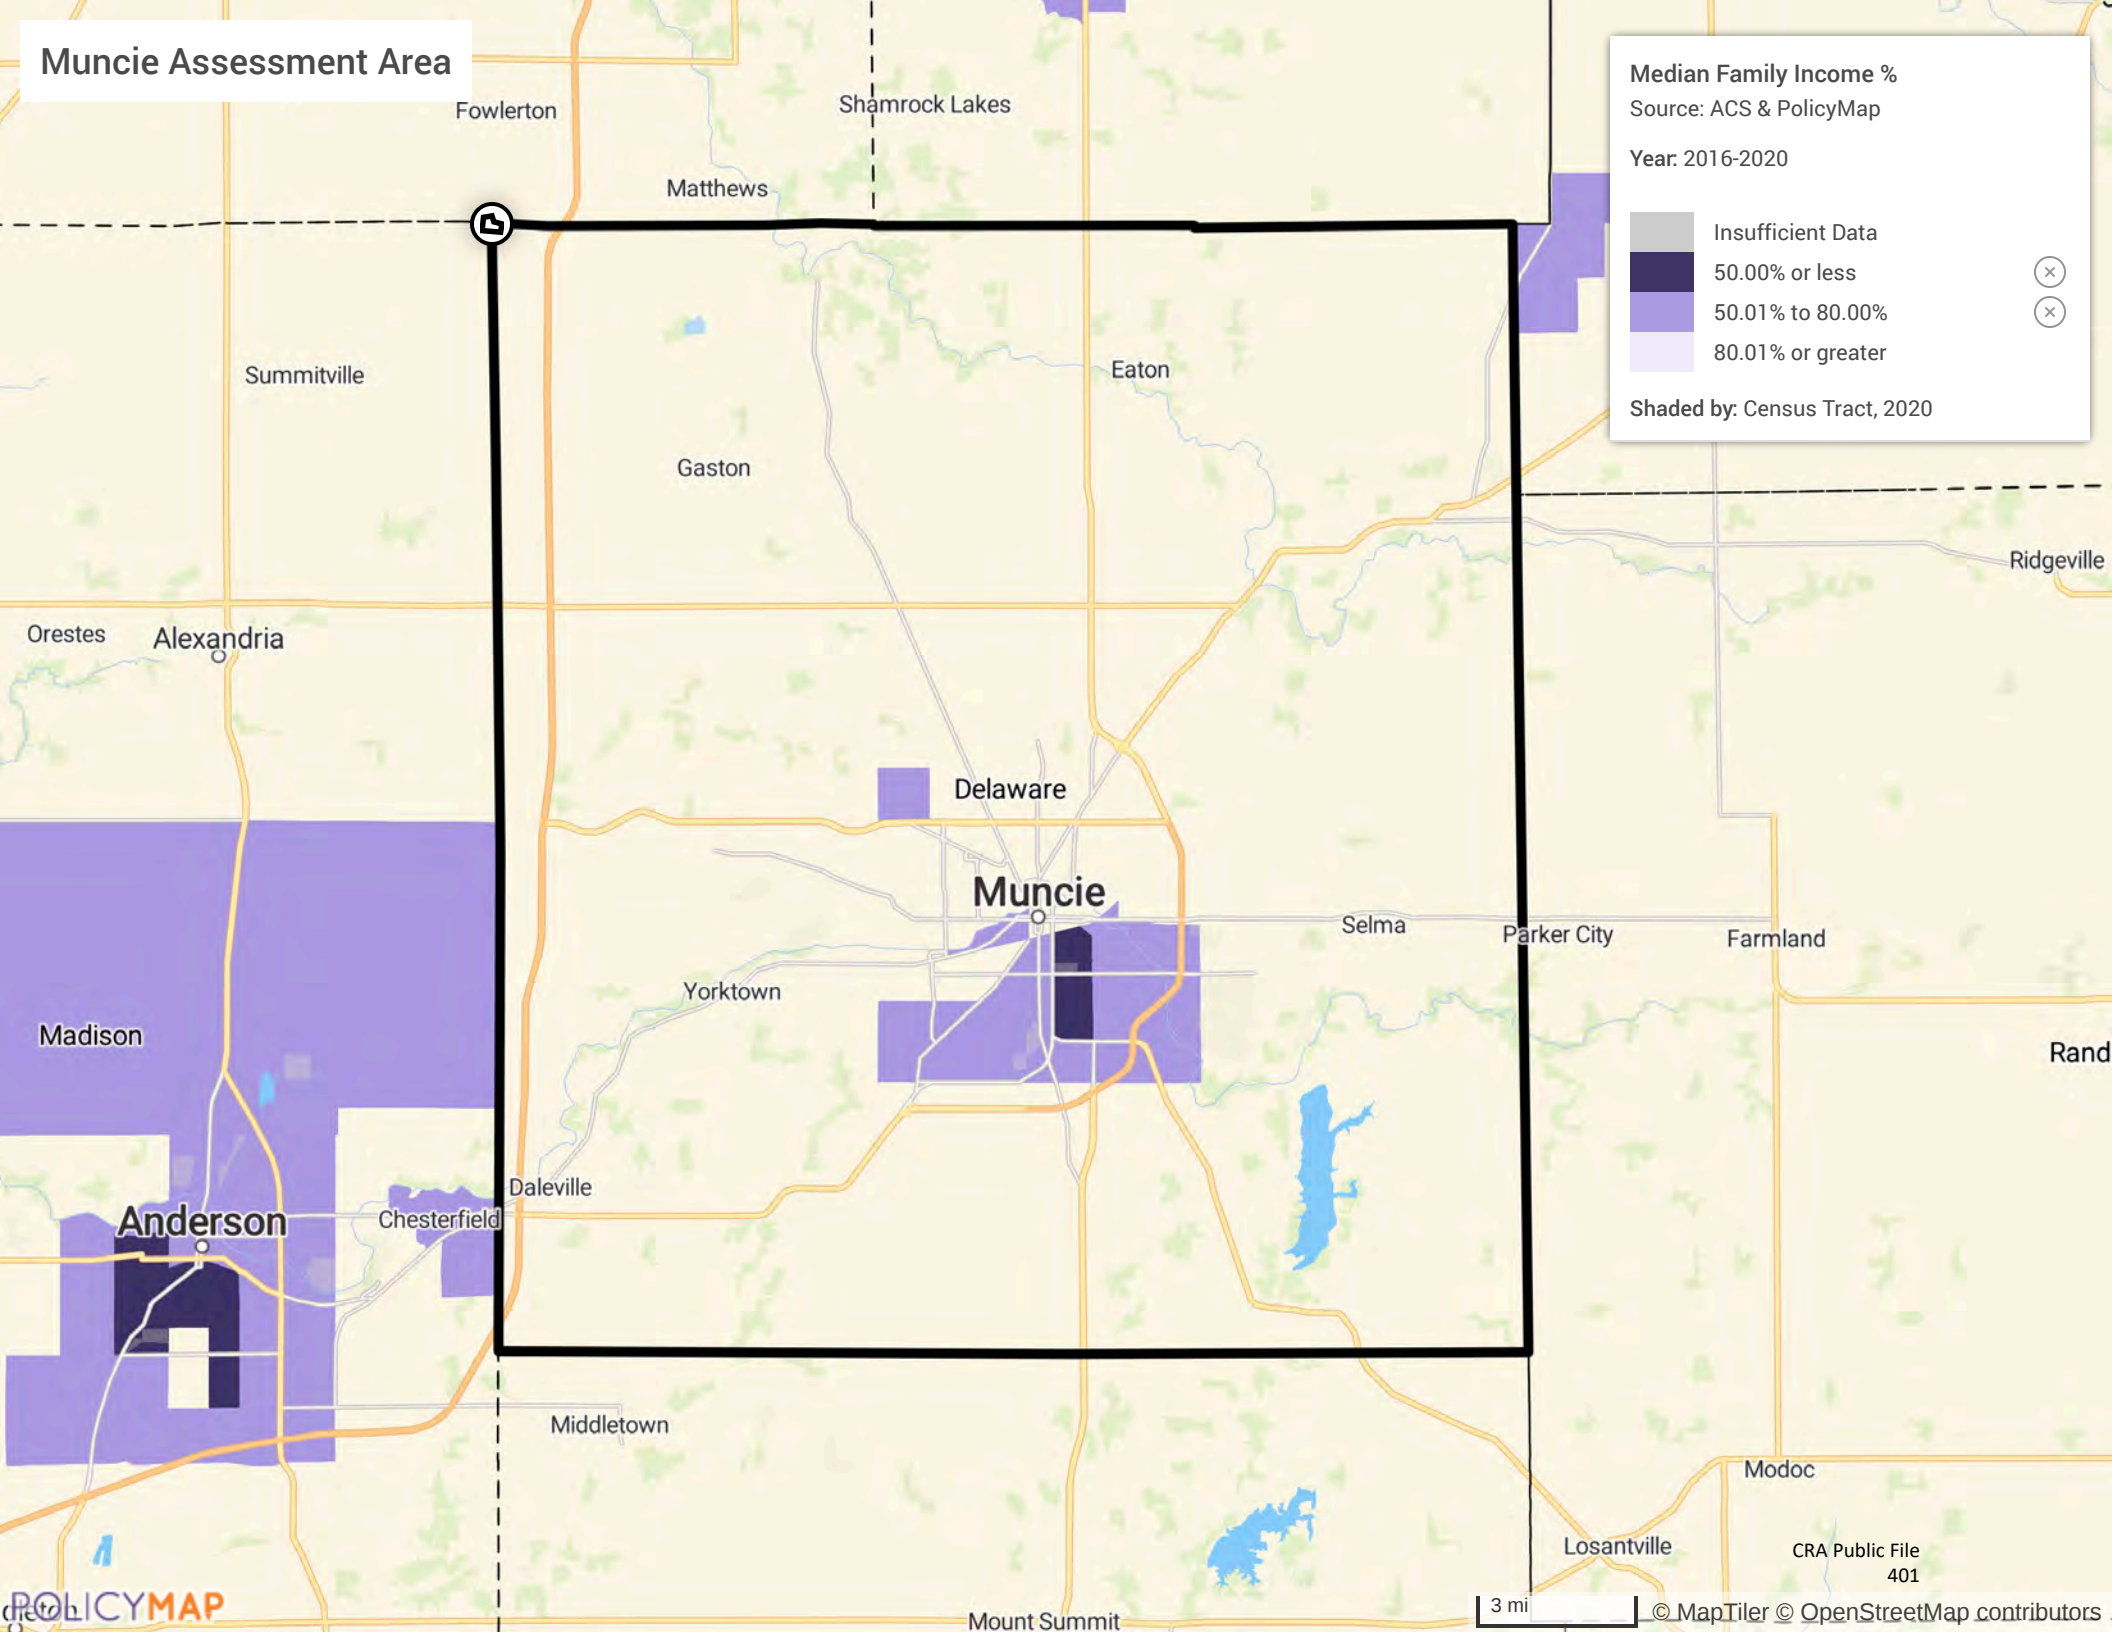 Muncie Assessment Area
Median Family Income %
Source: ACS & PolicyMap
Year: 2016-2020
Insufficient Data
50.00% or less
50.01% to 80.00%
80.01% or greater
Shaded by: Census Tract, 2020
Fowlerton
Shamrock Lakes
Matthews
Summitville
Eaton
Gaston
Ridgeville
Orestes
Alexandria
Delaware
Muncie
Selma
Parker City
Farmland
Yorktown
Madison
Rand
Daleville
Anderson
Chesterfield
Middletown
Modoc
Losantville
CRA Public File
401
POLICYMAP
Mount Summit
3 mi
© MapTiler © OpenStreetMap contributors